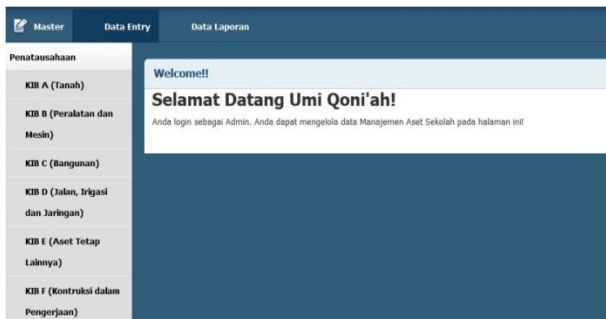 Master Data Entry Data Laporan
Penatausahaan
KIB A (Tanah)
KIB B (Peralatan dan
Mesin)
KIB C (Bangunan)
KIB D (Jalan, Irigasi
dan Jaringan)
KIB E (Aset Tetap
Lainnya)
KIB F (Kontruksi dalam
Pengerjaan)
Welcome!!
Selamat Datang Umi Qoni'ah!
Anda login sebagai Admin. Anda dapat mengelola data Manajemen Aset Sekolah pada halaman ini!